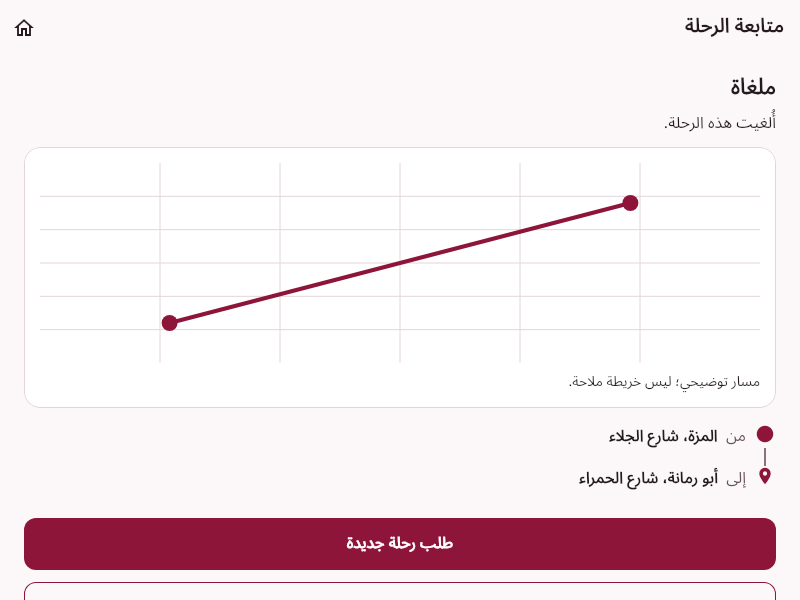 متابعة الرحلة
ملغاة
أُلغيت هذه الرحلة.
مسار توضيحي؛ ليس خريطة ملاحة.
من المزة، شارع الجلاء
إلى أبو رمانة، شارع الحمراء
طلب رحلة جديدة